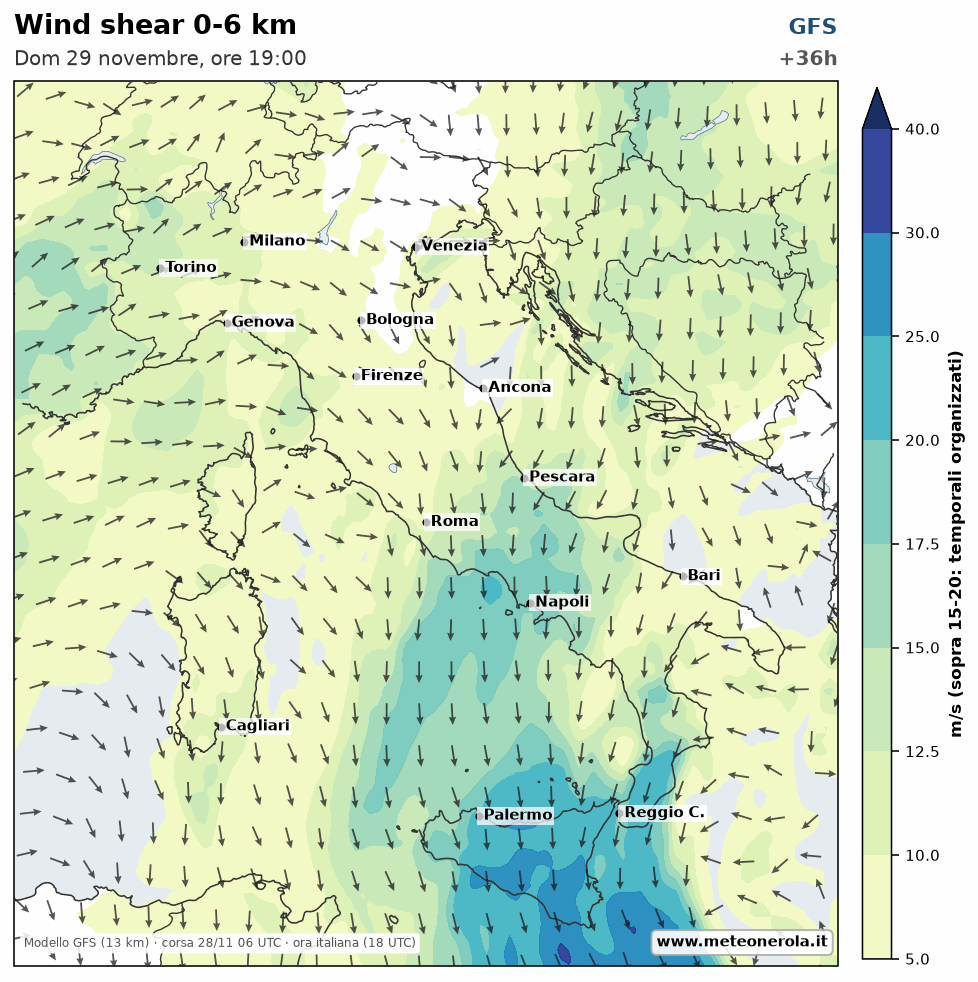 Wind shear 0-6 km
GFS
Dom 29 novembre, ore 19:00
+36h
Milano
Venezia
Torino
Genova
Bologna
Firenze
Ancona
Pescara
Roma
Bari
Napoli
Cagliari
Palermo
Reggio C.
40.0
30.0
25.0
20.0
17.5
15.0
12.5
10.0
5.0
m/s (sopra 15-20: temporali organizzati)
Modello GFS (13 km) · corsa 28/11 06 UTC · ora italiana (18 UTC)
www.meteonerola.it